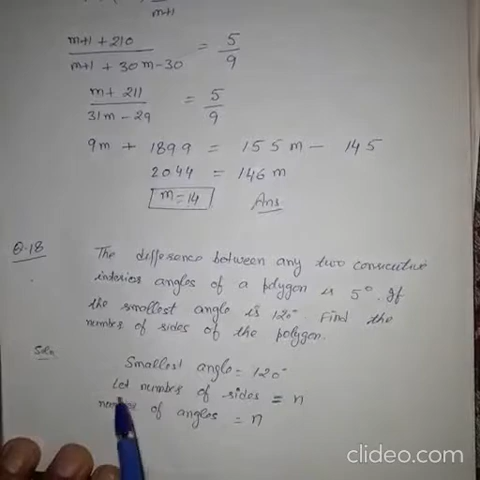 m+1
m+1 + 210 / m+1 + 30m-30 = 5/9
m+ 211 / 31m - 29 = 5/9
9m + 1899 = 155m - 145
2044 = 146m
m=14 Ans
Q.18 The difference between any two consecutive
interior angles of a polygon is 5°. If
the smallest angle is 120°. Find the
number of sides of the polygon.
Soln. Smallest angle = 120°
Let number of sides = n
number of angles = n
clideo.com